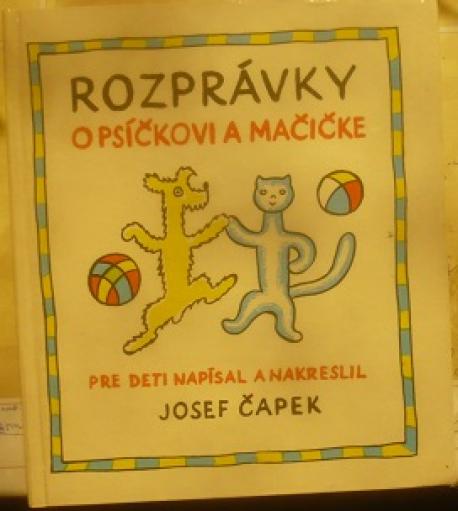 ROZPRÁVKY
O PSÍČKOVI A MAČIČKE
PRE DETI NAPÍSAL A NAKRESLIL
JOSEF ČAPEK